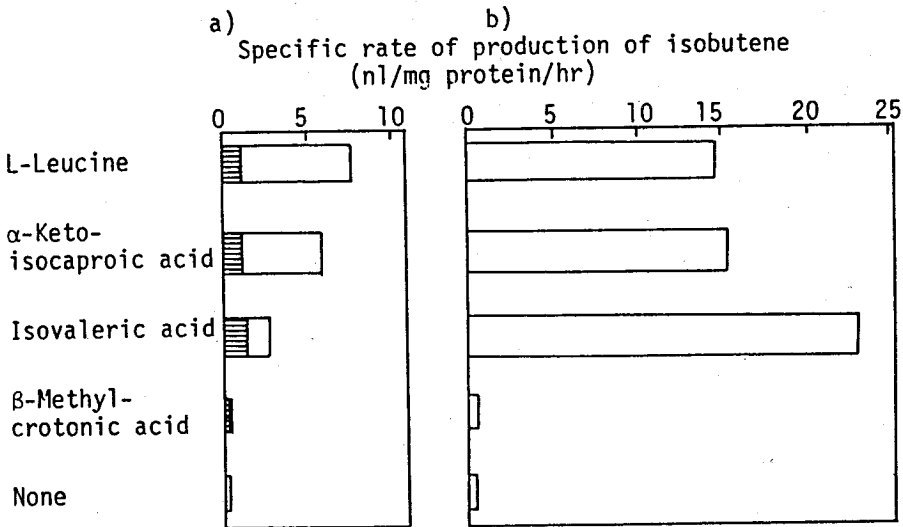 a) b)
Specific rate of production of isobutene
(nl/mg protein/hr)
0 5 10 0 5 10 15 20 25
L-Leucine
α-Keto-
isocaproic acid
Isovaleric acid
β-Methyl-
crotonic acid
None